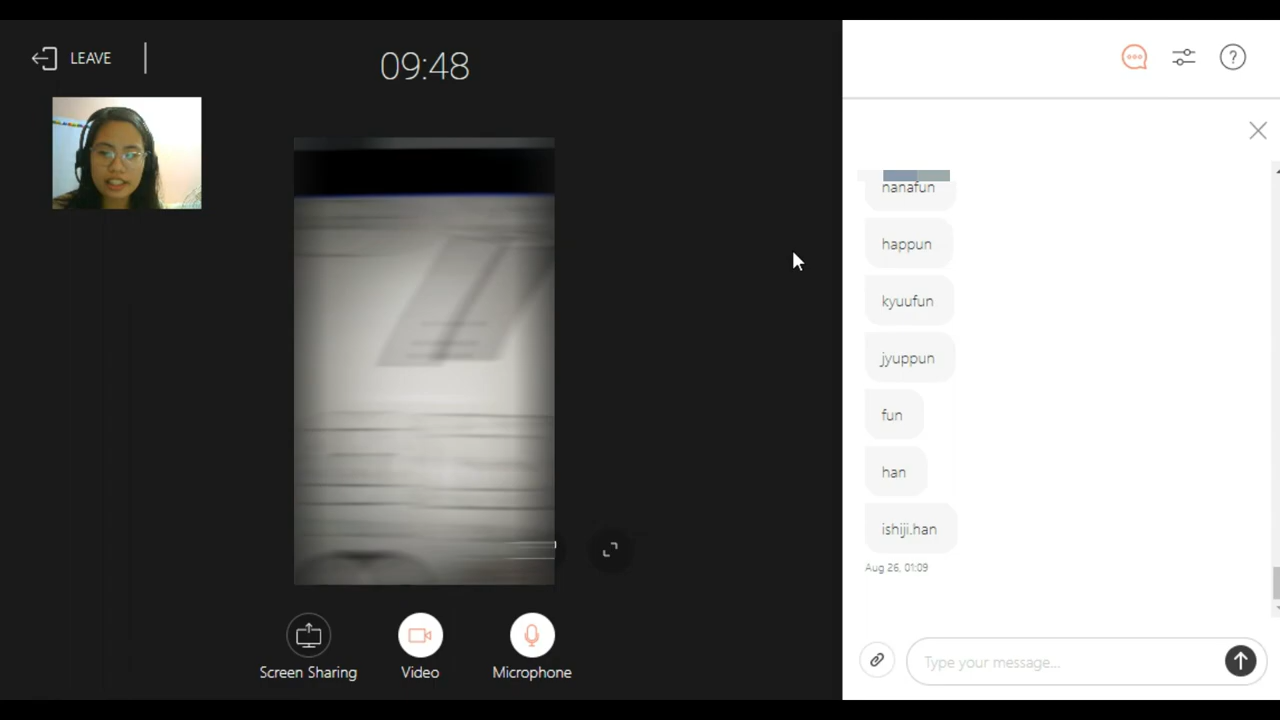 LEAVE
09:48
nanafun
happun
kyuufun
jyuppun
fun
han
ishiji.han
Aug 26, 01:09
Screen Sharing
Video
Microphone
Type your message...